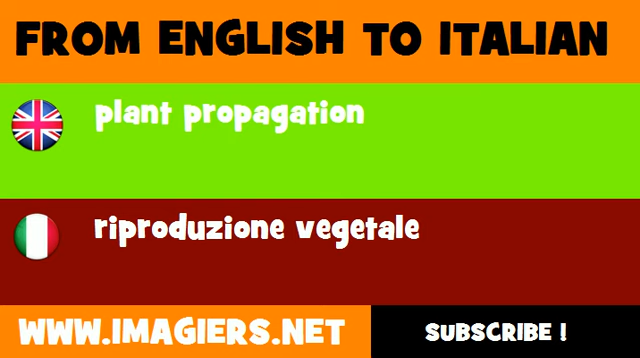 FROM ENGLISH TO ITALIAN
plant propagation
riproduzione vegetale
WWW.IMAGIERS.NET
SUBSCRIBE !